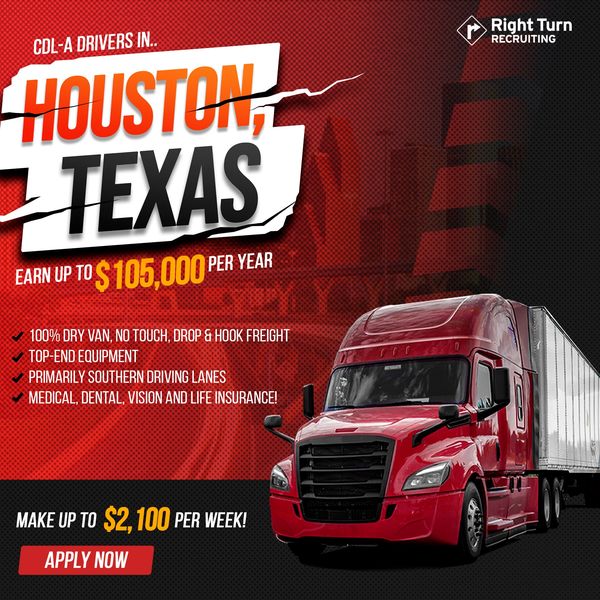 CDL-A DRIVERS IN..
Right Turn
RECRUITING
HOUSTON,
TEXAS
EARN UP TO $105,000 PER YEAR
100% DRY VAN, NO TOUCH, DROP & HOOK FREIGHT
TOP-END EQUIPMENT
PRIMARILY SOUTHERN DRIVING LANES
MEDICAL, DENTAL, VISION AND LIFE INSURANCE!
MAKE UP TO $2,100 PER WEEK!
APPLY NOW